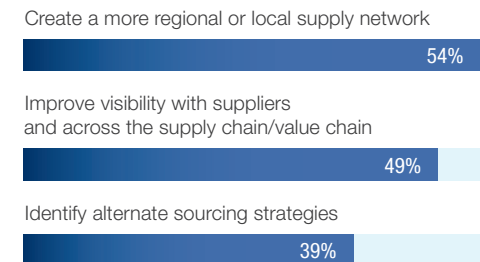 Create a more regional or local supply network
54%
Improve visibility with suppliers
and across the supply chain/value chain
49%
Identify alternate sourcing strategies
39%